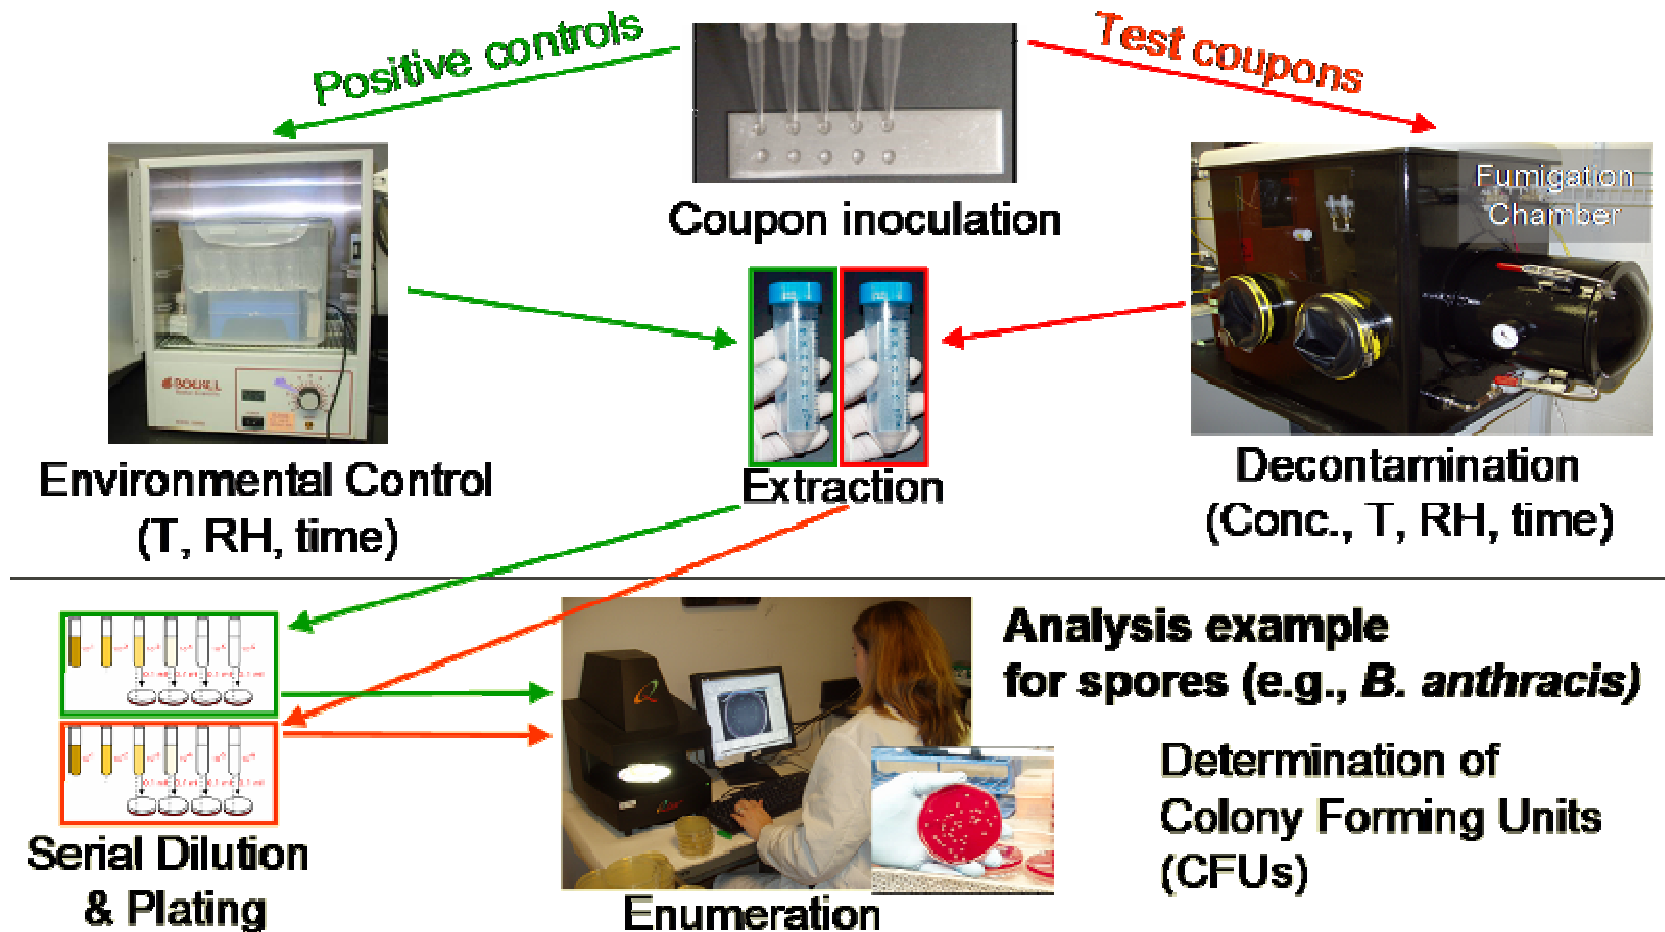 Positive controls
Test coupons
Fumigation
Chamber
Coupon inoculation
Environmental Control
(T, RH, time)
Extraction
Decontamination
(Conc., T, RH, time)
Analysis example
for spores (e.g., B. anthracis)
Determination of
Colony Forming Units
(CFUs)
Serial Dilution
& Plating
Enumeration